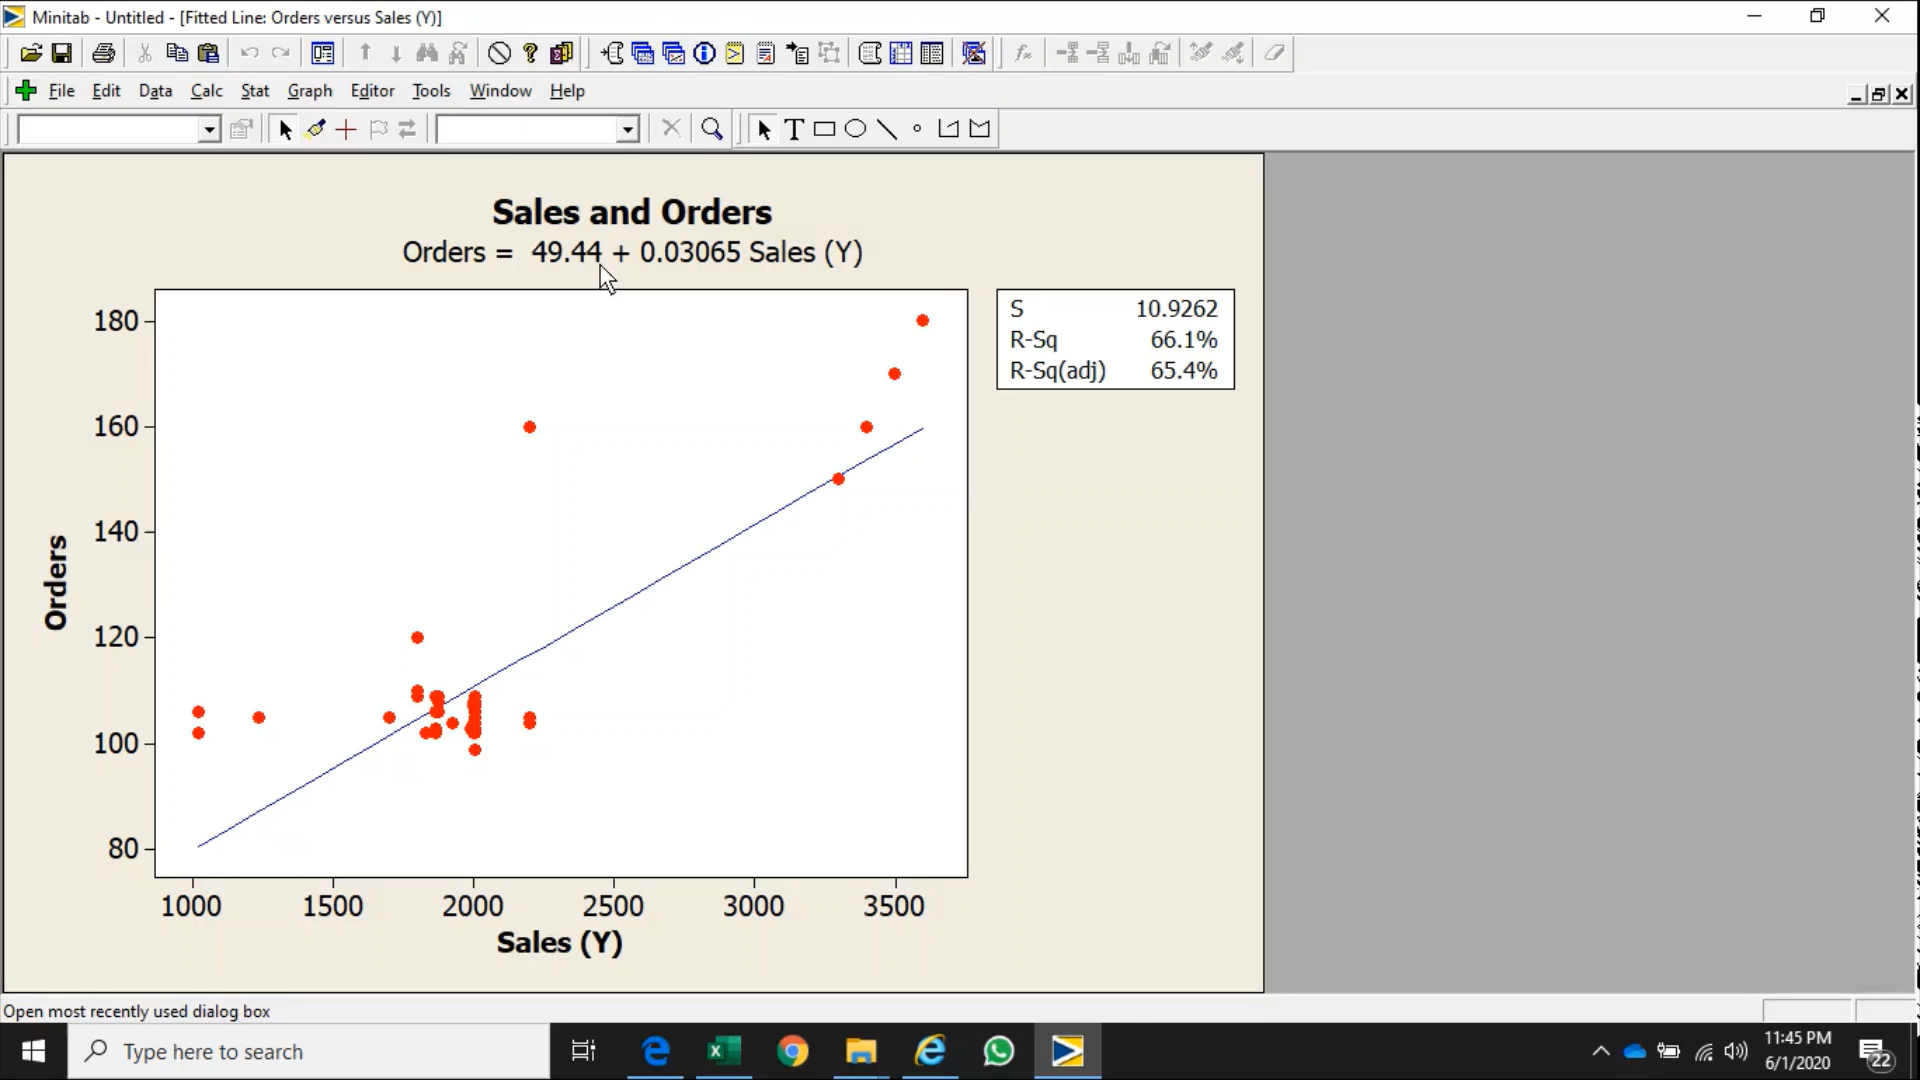 Minitab - Untitled - [Fitted Line: Orders versus Sales (Y)]
File Edit Data Calc Stat Graph Editor Tools Window Help
Sales and Orders
Orders = 49.44 + 0.03065 Sales (Y)
S 10.9262
R-Sq 66.1%
R-Sq(adj) 65.4%
180
160
140
120
100
80
Orders
1000 1500 2000 2500 3000 3500
Sales (Y)
Open most recently used dialog box
Type here to search
11:45 PM
6/1/2020
22